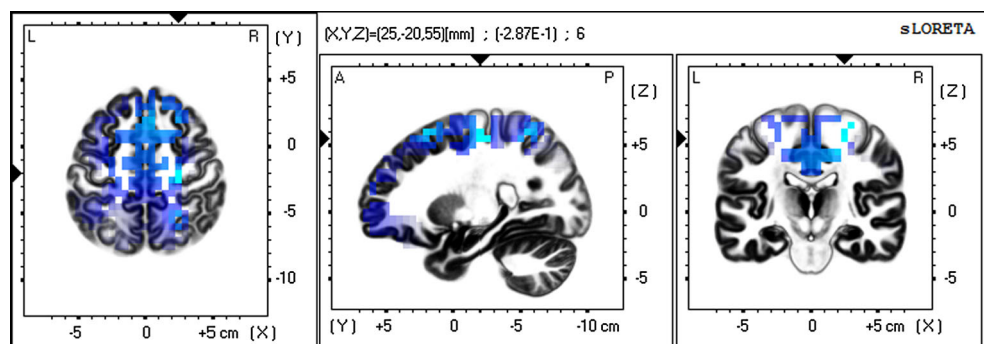 (X,Y,Z)=(25,-20,55)[mm] ; (-2.87E-1) ; 6
sLORETA
L R (Y)
+5
0
-5
-10
-5 0 +5 cm (X)
A P (Z)
+5
0
-5
(Y) +5 0 -5 -10 cm
L R (Z)
+5
0
-5
-5 0 +5 cm (X)